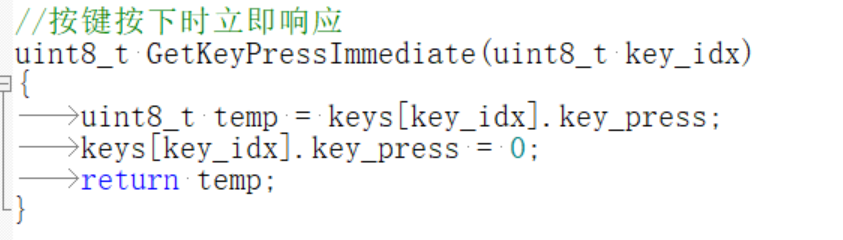 //按键按下时立即响应
uint8_t GetKeyPressImmediate(uint8_t key_idx)
{
uint8_t temp = keys[key_idx].key_press;
keys[key_idx].key_press = 0;
return temp;
}